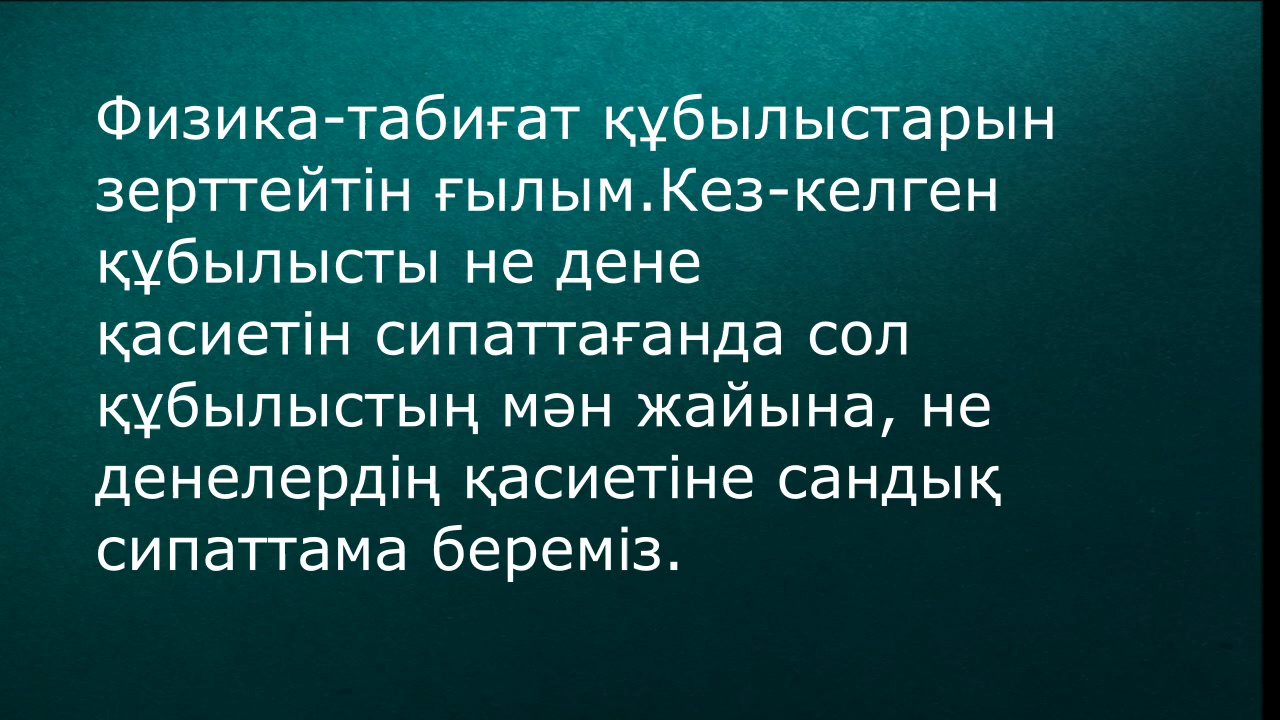 Физика-табиғат құбылыстарын
зерттейтін ғылым.Кез-келген
құбылысты не дене
қасиетін сипаттағанда сол
құбылыстың мән жайына, не
денелердің қасиетіне сандық
сипаттама береміз.